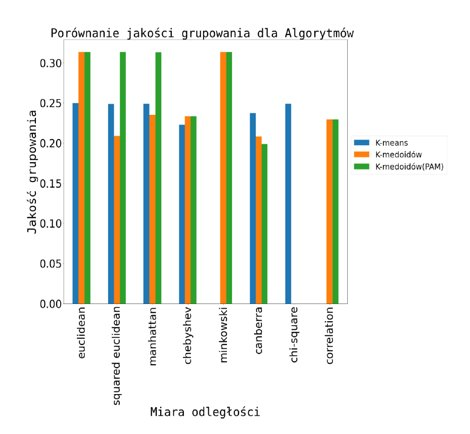 Porównanie jakości grupowania dla Algorytmów
Jakość grupowania
0.30
0.25
0.20
0.15
0.10
0.05
0.00
K-means
K-medoidów
K-medoidów(PAM)
euclidean
squared euclidean
manhattan
chebyshev
minkowski
canberra
chi-square
correlation
Miara odległości